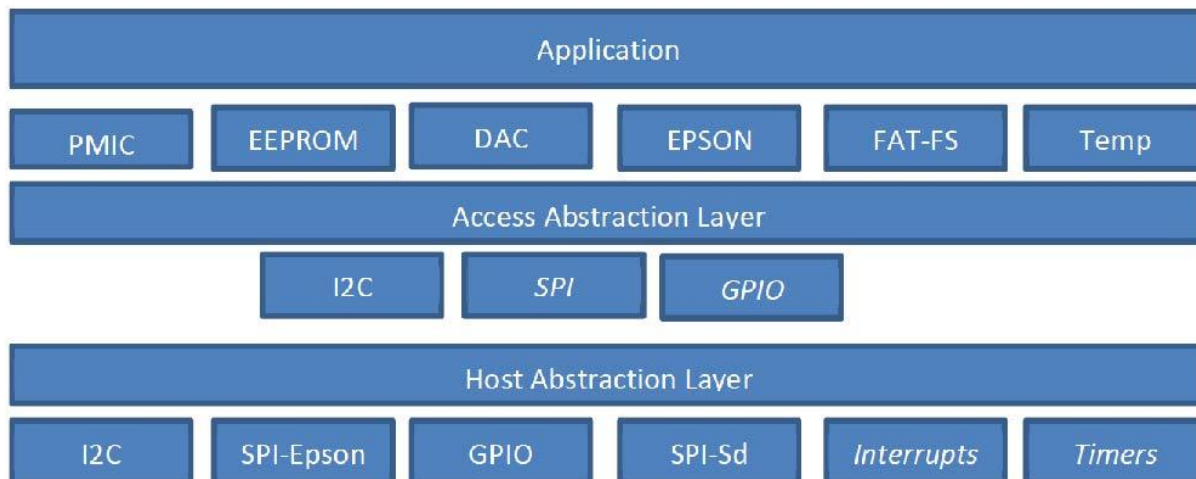 Application
PMIC EEPROM DAC EPSON FAT-FS Temp
Access Abstraction Layer
I2C SPI GPIO
Host Abstraction Layer
I2C SPI-Epson GPIO SPI-Sd Interrupts Timers